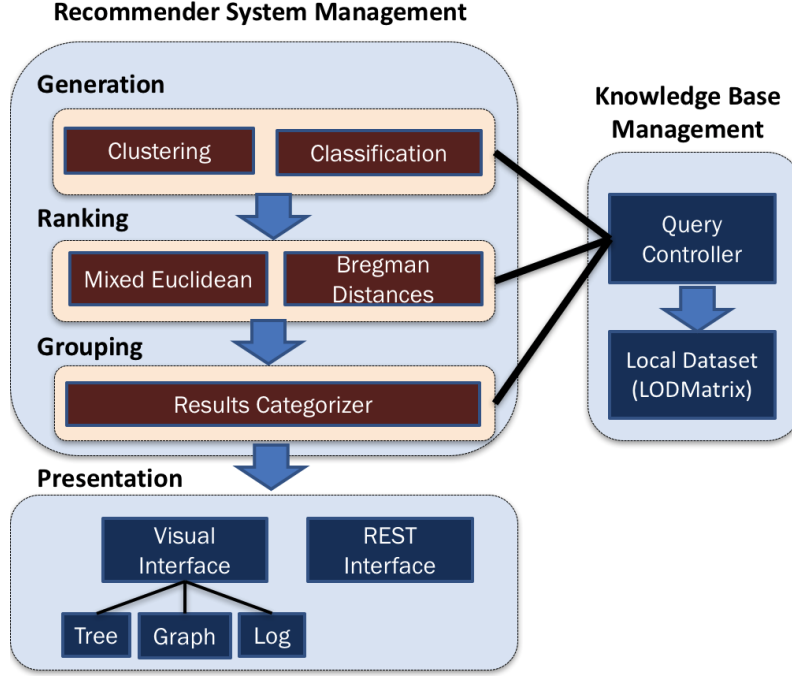 Recommender System Management
Generation
Clustering
Classification
Ranking
Mixed Euclidean
Bregman
Distances
Grouping
Results Categorizer
Knowledge Base
Management
Query
Controller
Local Dataset
(LODMatrix)
Presentation
Visual
Interface
REST
Interface
Tree
Graph
Log